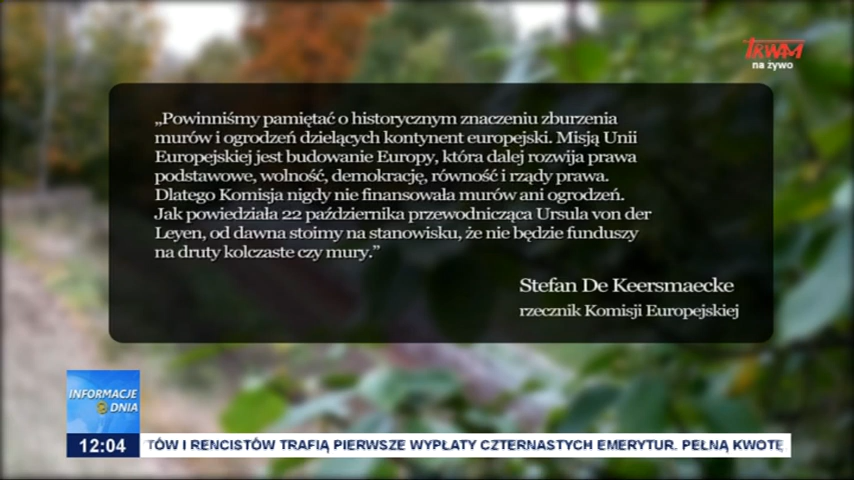 TRWAM
na żywo
„Powinniśmy pamiętać o historycznym znaczeniu zburzenia
murów i ogrodzeń dzielących kontynent europejski. Misją Unii
Europejskiej jest budowanie Europy, która dalej rozwija prawa
podstawowe, wolność, demokrację, równość i rządy prawa.
Dlatego Komisja nigdy nie finansowała murów ani ogrodzeń.
Jak powiedziała 22 października przewodnicząca Ursula von der
Leyen, od dawna stoimy na stanowisku, że nie będzie funduszy
na druty kolczaste czy mury.”
Stefan De Keersmaecke
rzecznik Komisji Europejskiej
INFORMACJE
DNIA
12:04 TÓW I RENCISTÓW TRAFIĄ PIERWSZE WYPŁATY CZTERNASTYCH EMERYTUR. PEŁNĄ KWOTĘ